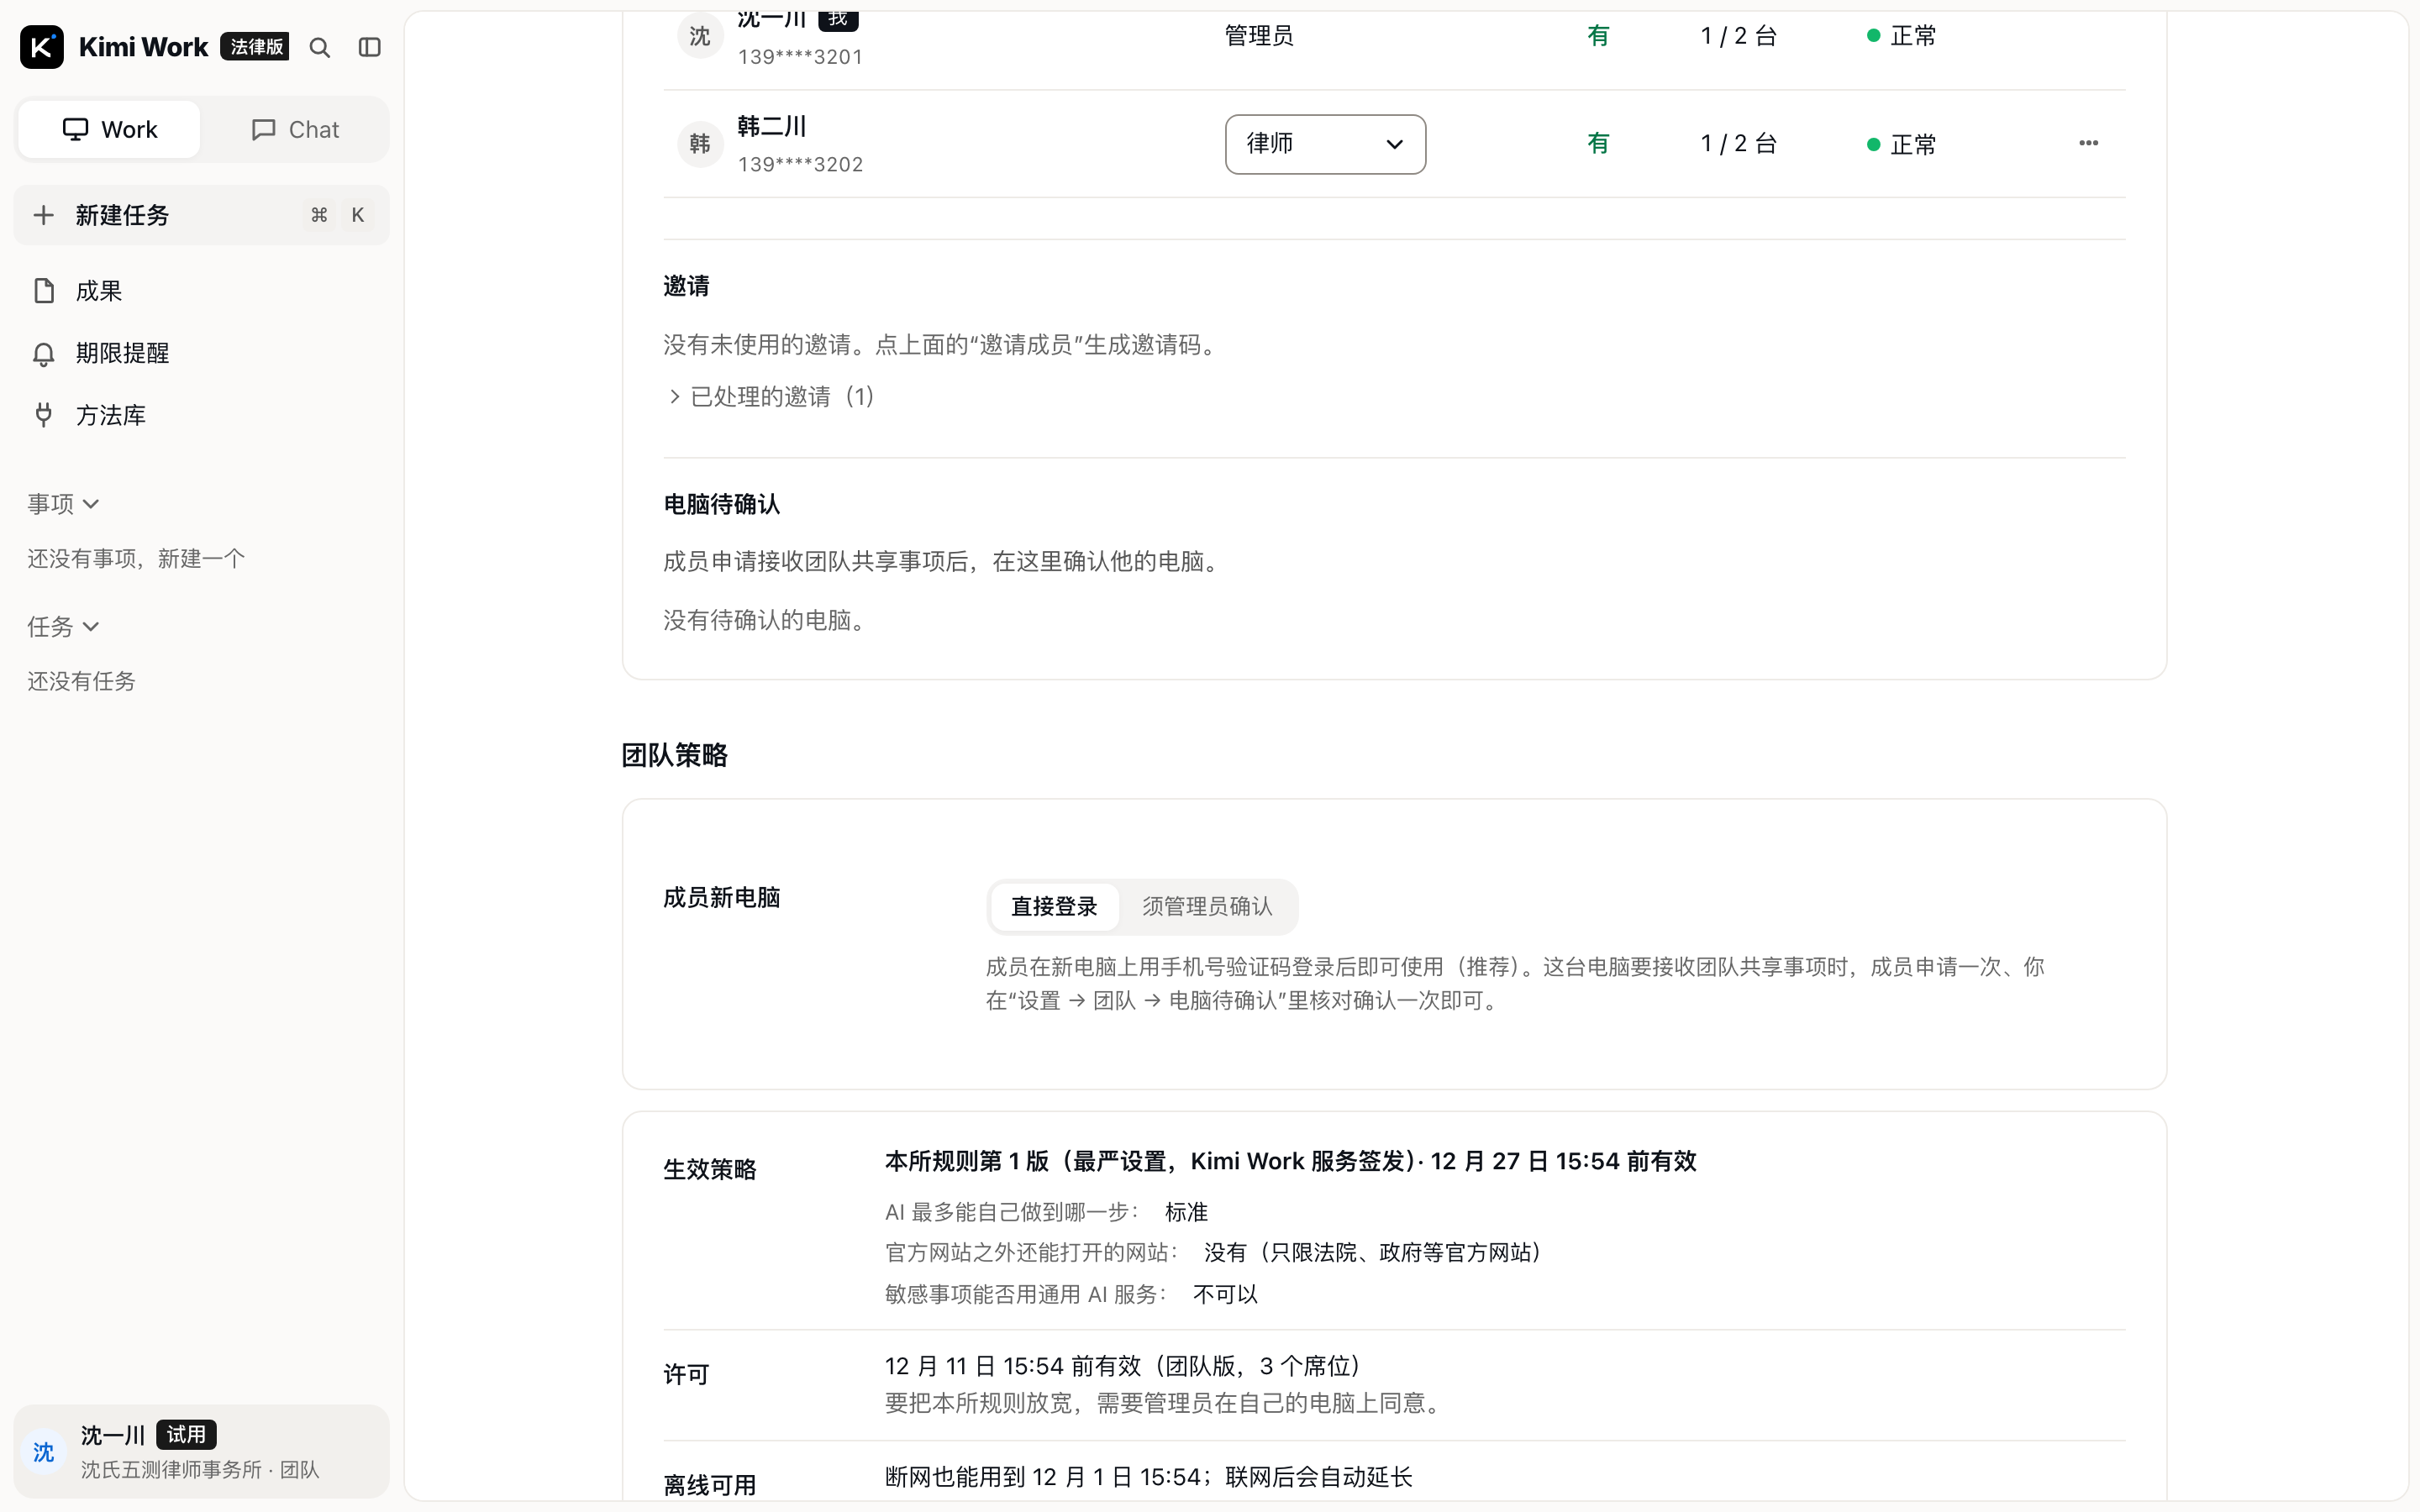 Kimi Work 法律版
Work
Chat
新建任务 ⌘ K
成果
期限提醒
方法库
事项
还没有事项，新建一个
任务
还没有任务
沈
沈一川 试用
沈氏五测律师事务所 · 团队
沈
沈一川 我
139****3201
管理员
有
1 / 2 台
正常
韩
韩二川
139****3202
律师
有
1 / 2 台
正常
邀请
没有未使用的邀请。点上面的“邀请成员”生成邀请码。
已处理的邀请（1）
电脑待确认
成员申请接收团队共享事项后，在这里确认他的电脑。
没有待确认的电脑。
团队策略
成员新电脑
直接登录
须管理员确认
成员在新电脑上用手机号验证码登录后即可使用（推荐）。这台电脑要接收团队共享事项时，成员申请一次、你
在“设置 → 团队 → 电脑待确认”里核对确认一次即可。
生效策略
本所规则第 1 版（最严设置，Kimi Work 服务签发）· 12 月 27 日 15:54 前有效
AI 最多能自己做到哪一步： 标准
官方网站之外还能打开的网站： 没有（只限法院、政府等官方网站）
敏感事项能否用通用 AI 服务： 不可以
许可
12 月 11 日 15:54 前有效（团队版，3 个席位）
要把本所规则放宽，需要管理员在自己的电脑上同意。
离线可用
断网也能用到 12 月 1 日 15:54；联网后会自动延长